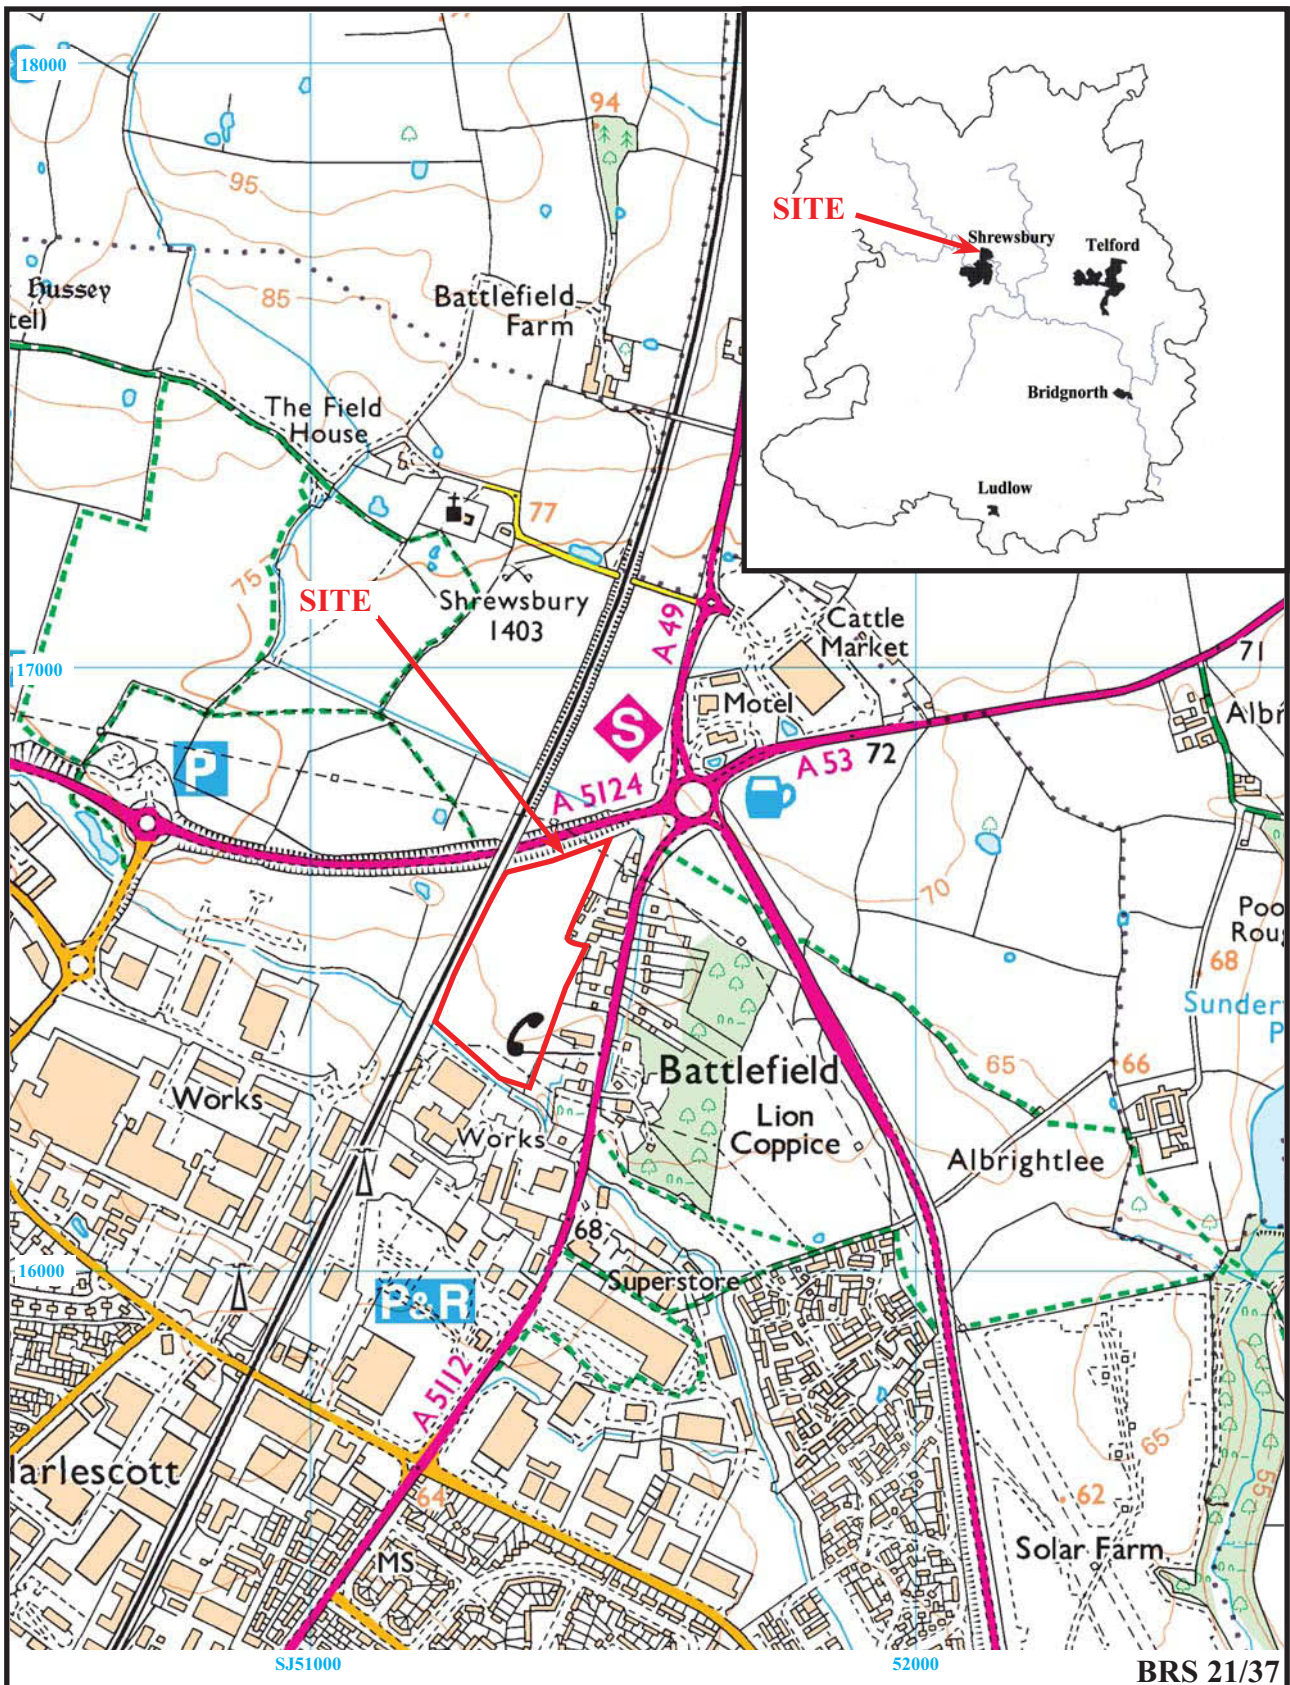 18000
94
95
SITE
Shrewsbury
Telford
Bridgnorth
Ludlow
Hussey
tel)
85
Battlefield
Farm
The Field
House
77
75
SITE
Shrewsbury
1403
A 49
Cattle
Market
17000
71
Motel
Albr
S
P
A 5124
A 53
72
70
Poo
Rou
68
Sunder
P
Battlefield
65
66
Works
Lion
Coppice
Works
Albrightlee
68
16000
Superstore
P&R
A 5112
arlescott
64
65
62
55
Solar Farm
MS
SJ51000
52000
BRS 21/37